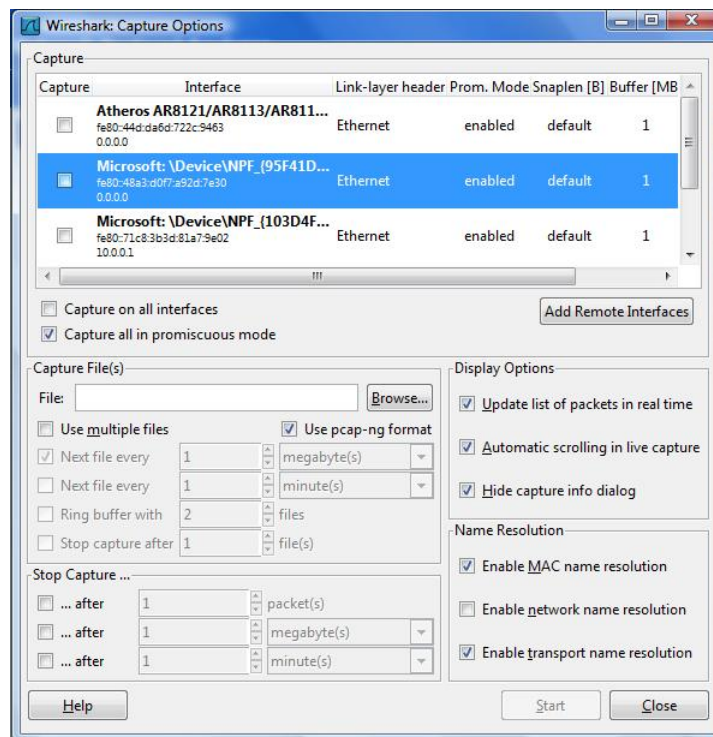 Wireshark: Capture Options
Capture
Capture Interface Link-layer header Prom. Mode Snaplen [B] Buffer [MB
Atheros AR8121/AR8113/AR811...
fe80::44d:da6d:722c:9463
0.0.0.0
Ethernet enabled default 1
Microsoft: \Device\NPF_{95F41D...
fe80::48a3:d0f7:a92d:7e30
0.0.0.0
Ethernet enabled default 1
Microsoft: \Device\NPF_{103D4F...
fe80::71c8:3b3d:81a7:9e02
10.0.0.1
Ethernet enabled default 1
Capture on all interfaces
Add Remote Interfaces
Capture all in promiscuous mode
Capture File(s)
File: Browse...
Use multiple files Use pcap-ng format
Next file every 1 megabyte(s)
Next file every 1 minute(s)
Ring buffer with 2 files
Stop capture after 1 file(s)
Stop Capture ...
... after 1 packet(s)
... after 1 megabyte(s)
... after 1 minute(s)
Display Options
Update list of packets in real time
Automatic scrolling in live capture
Hide capture info dialog
Name Resolution
Enable MAC name resolution
Enable network name resolution
Enable transport name resolution
Help Start Close